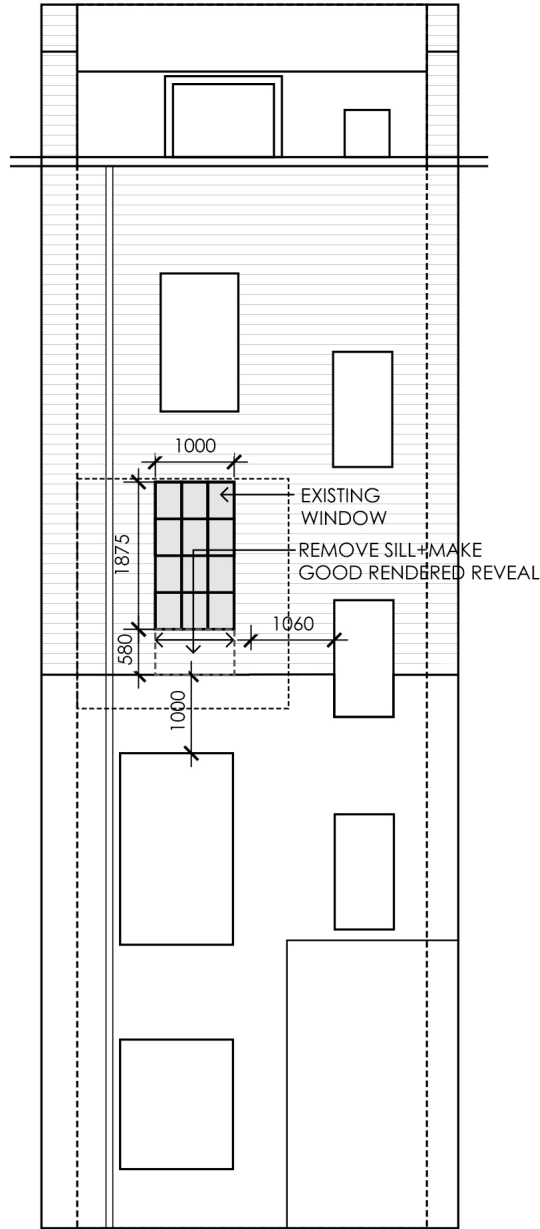 1000
EXISTING
WINDOW
1875
REMOVE SILL+MAKE
GOOD RENDERED REVEAL
1060
580
1000